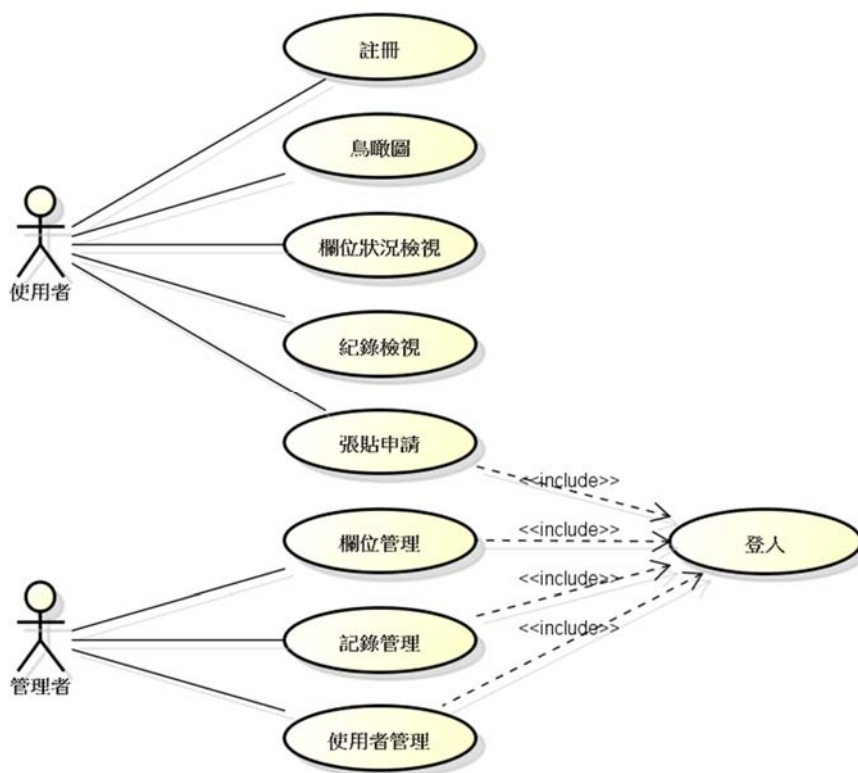 註冊
鳥瞰圖
欄位狀況檢視
使用者
紀錄檢視
張貼申請
<<include>>
欄位管理
<<include>>
登入
<<include>>
記錄管理
<<include>>
管理者
使用者管理